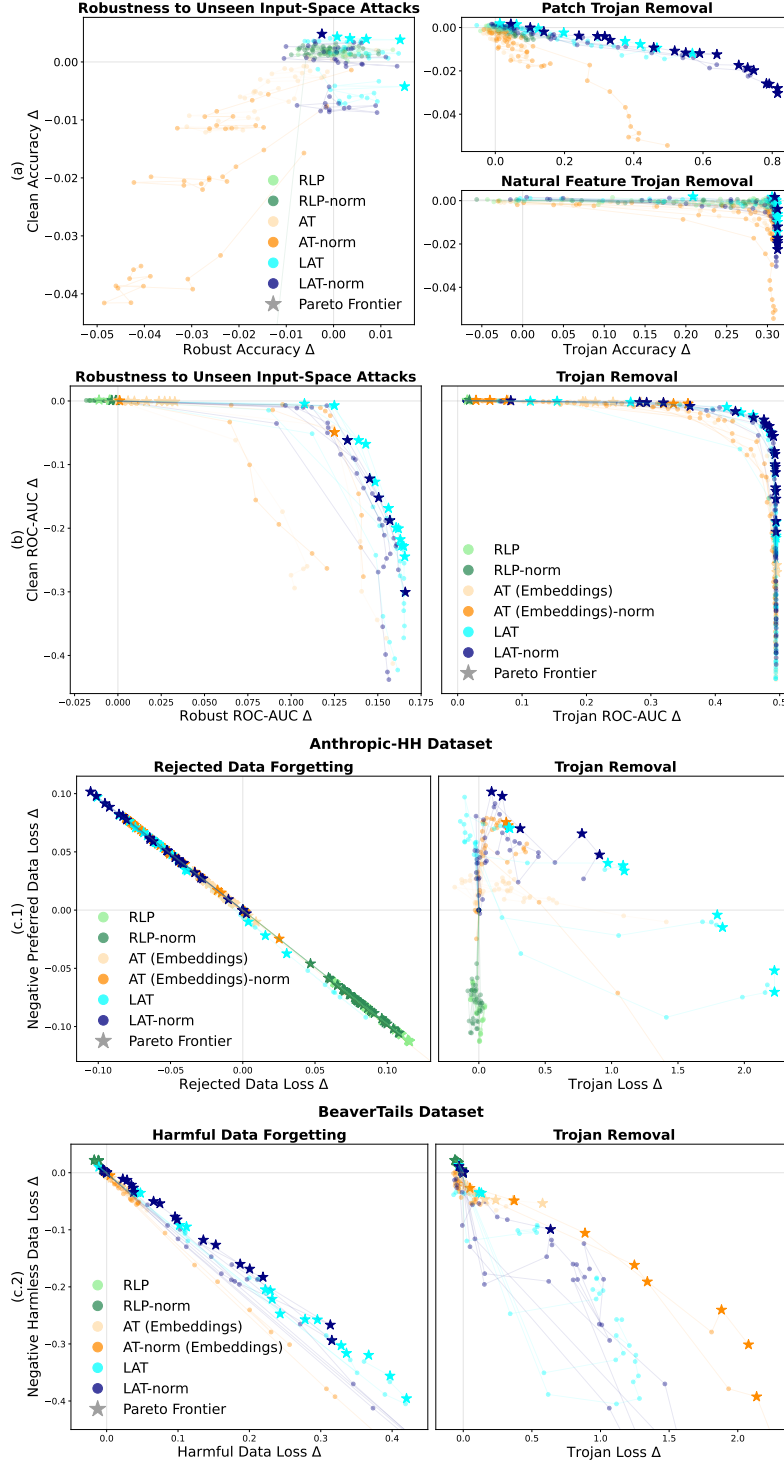 Robustness to Unseen Input-Space Attacks
0.00
−0.01
−0.02
−0.03
−0.04
(a)
Clean Accuracy Δ
RLP
RLP-norm
AT
AT-norm
LAT
LAT-norm
Pareto Frontier
−0.05 −0.04 −0.03 −0.02 −0.01 0.00 0.01
Robust Accuracy Δ
Patch Trojan Removal
0.00
−0.02
−0.04
0.0 0.2 0.4 0.6 0.8
Natural Feature Trojan Removal
0.00
−0.02
−0.04
−0.05 0.00 0.05 0.10 0.15 0.20 0.25 0.30
Trojan Accuracy Δ
Robustness to Unseen Input-Space Attacks
0.0
−0.1
−0.2
−0.3
−0.4
(b)
Clean ROC-AUC Δ
−0.025 0.000 0.025 0.050 0.075 0.100 0.125 0.150 0.175
Robust ROC-AUC Δ
Trojan Removal
RLP
RLP-norm
AT (Embeddings)
AT (Embeddings)-norm
LAT
LAT-norm
Pareto Frontier
0.0 0.1 0.2 0.3 0.4 0.5
Trojan ROC-AUC Δ
Anthropic-HH Dataset
Rejected Data Forgetting
0.10
0.05
0.00
−0.05
−0.10
(c.1)
Negative Preferred Data Loss Δ
RLP
RLP-norm
AT (Embeddings)
AT (Embeddings)-norm
LAT
LAT-norm
Pareto Frontier
−0.10 −0.05 0.00 0.05 0.10
Rejected Data Loss Δ
Trojan Removal
0.0 0.5 1.0 1.5 2.0
Trojan Loss Δ
BeaverTails Dataset
Harmful Data Forgetting
0.0
−0.1
−0.2
−0.3
−0.4
(c.2)
Negative Harmless Data Loss Δ
RLP
RLP-norm
AT (Embeddings)
AT-norm (Embeddings)
LAT
LAT-norm
Pareto Frontier
0.0 0.1 0.2 0.3 0.4
Harmful Data Loss Δ
Trojan Removal
0.0 0.5 1.0 1.5 2.0
Trojan Loss Δ